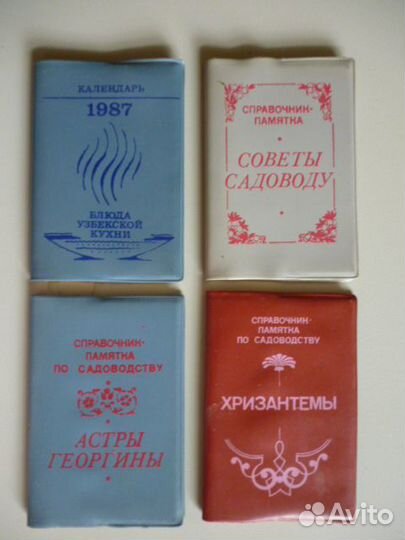 КАЛЕНДАРЬ
1987
БЛЮДА
УЗБЕКСКОЙ
КУХНИ
СПРАВОЧНИК-
ПАМЯТКА
СОВЕТЫ
САДОВОДУ
СПРАВОЧНИК-
ПАМЯТКА
ПО САДОВОДСТВУ
АСТРЫ
ГЕОРГИНЫ
СПРАВОЧНИК-
ПАМЯТКА
ПО САДОВОДСТВУ
ХРИЗАНТЕМЫ
Avito